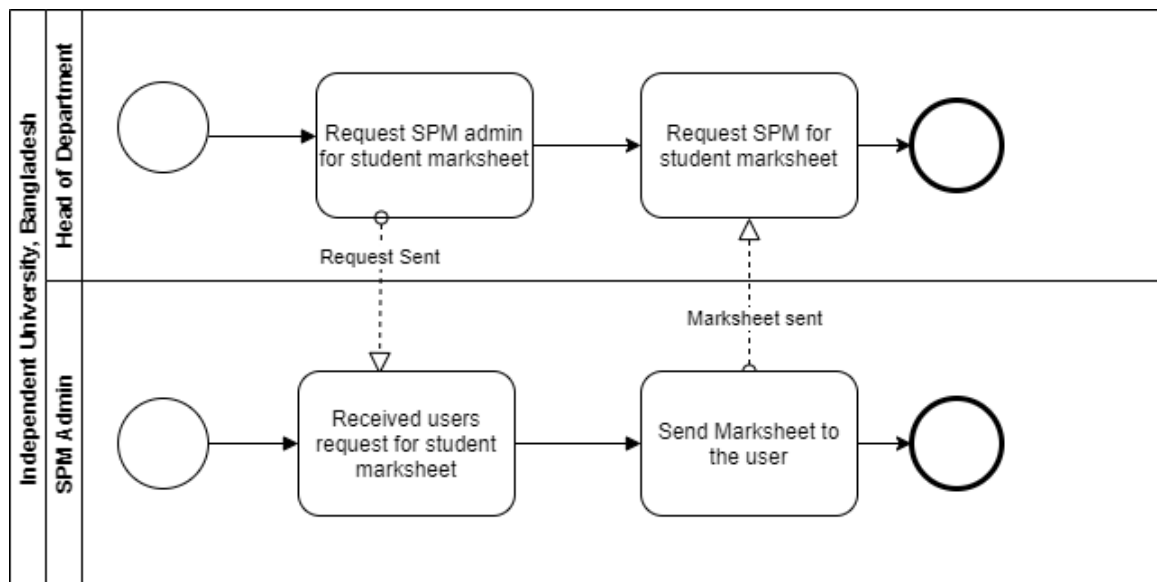 Independent University, Bangladesh
Head of Department
Request SPM admin
for student marksheet
Request SPM for
student marksheet
Request Sent
Marksheet sent
SPM Admin
Received users
request for student
marksheet
Send Marksheet to
the user